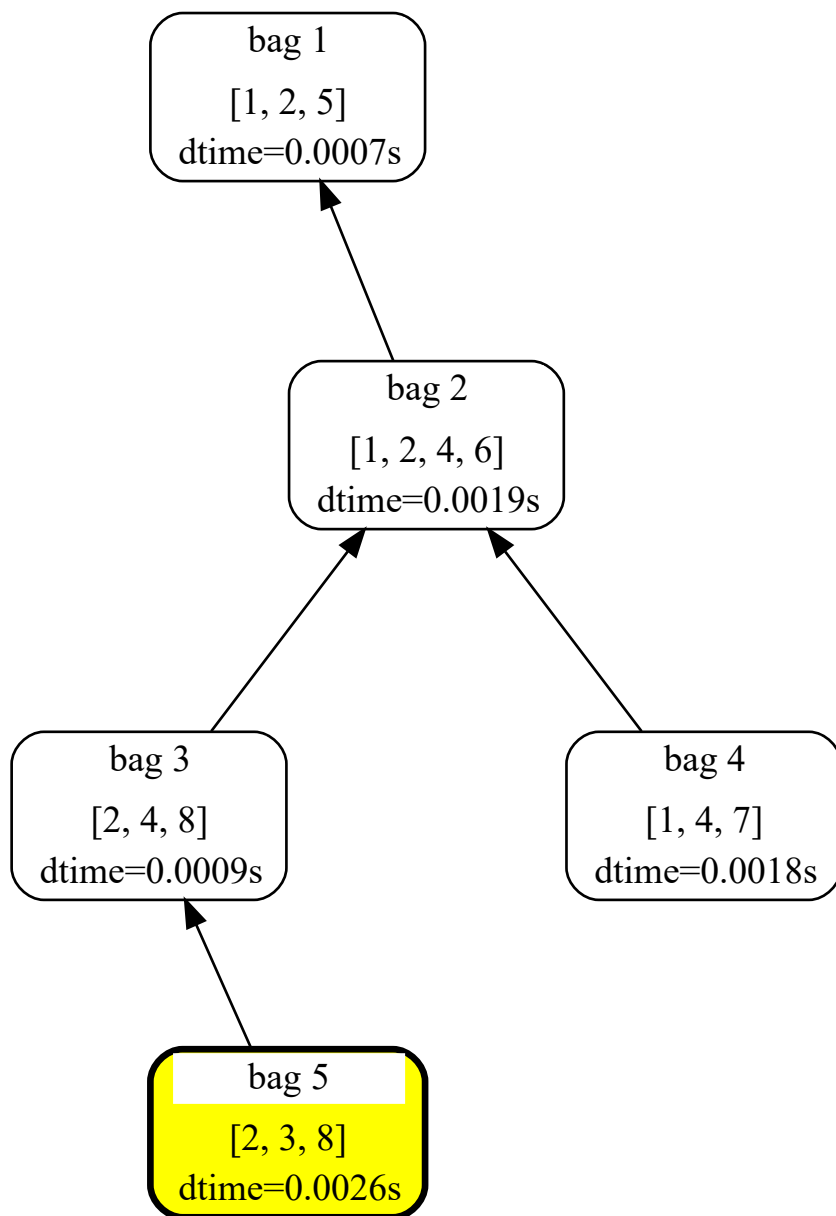 bag 1
[1, 2, 5]
dtime=0.0007s
bag 2
[1, 2, 4, 6]
dtime=0.0019s
bag 3
[2, 4, 8]
dtime=0.0009s
bag 4
[1, 4, 7]
dtime=0.0018s
bag 5
[2, 3, 8]
dtime=0.0026s